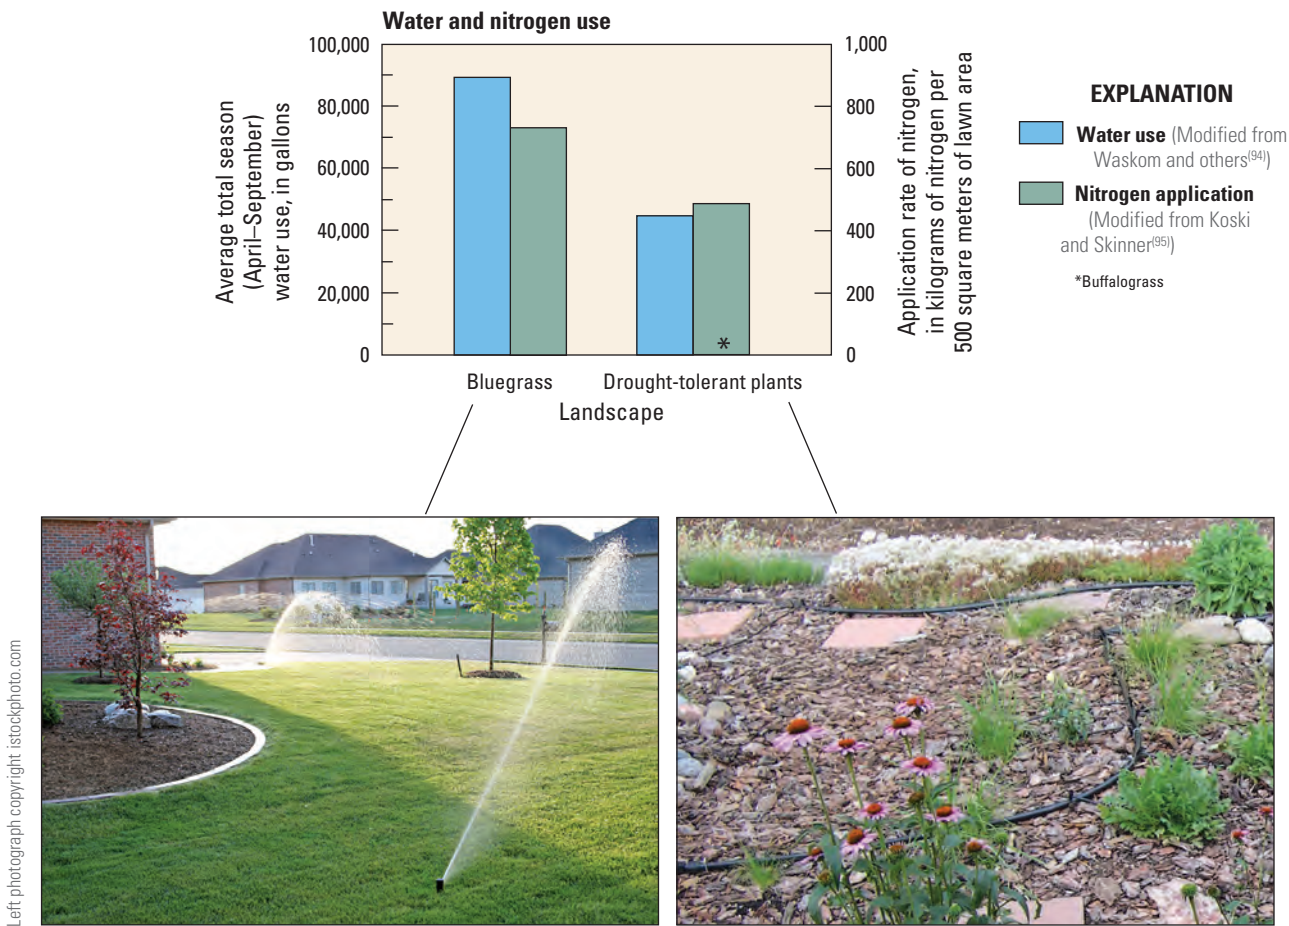 Water and nitrogen use
100,000
80,000
60,000
40,000
20,000
0
Average total season
(April–September)
water use, in gallons
1,000
800
600
400
200
0
Application rate of nitrogen,
in kilograms of nitrogen per
500 square meters of lawn area
*
Bluegrass
Drought-tolerant plants
Landscape
EXPLANATION
Water use (Modified from
Waskom and others(94))
Nitrogen application
(Modified from Koski
and Skinner(95))
*Buffalograss
Left photograph copyright istockphoto.com